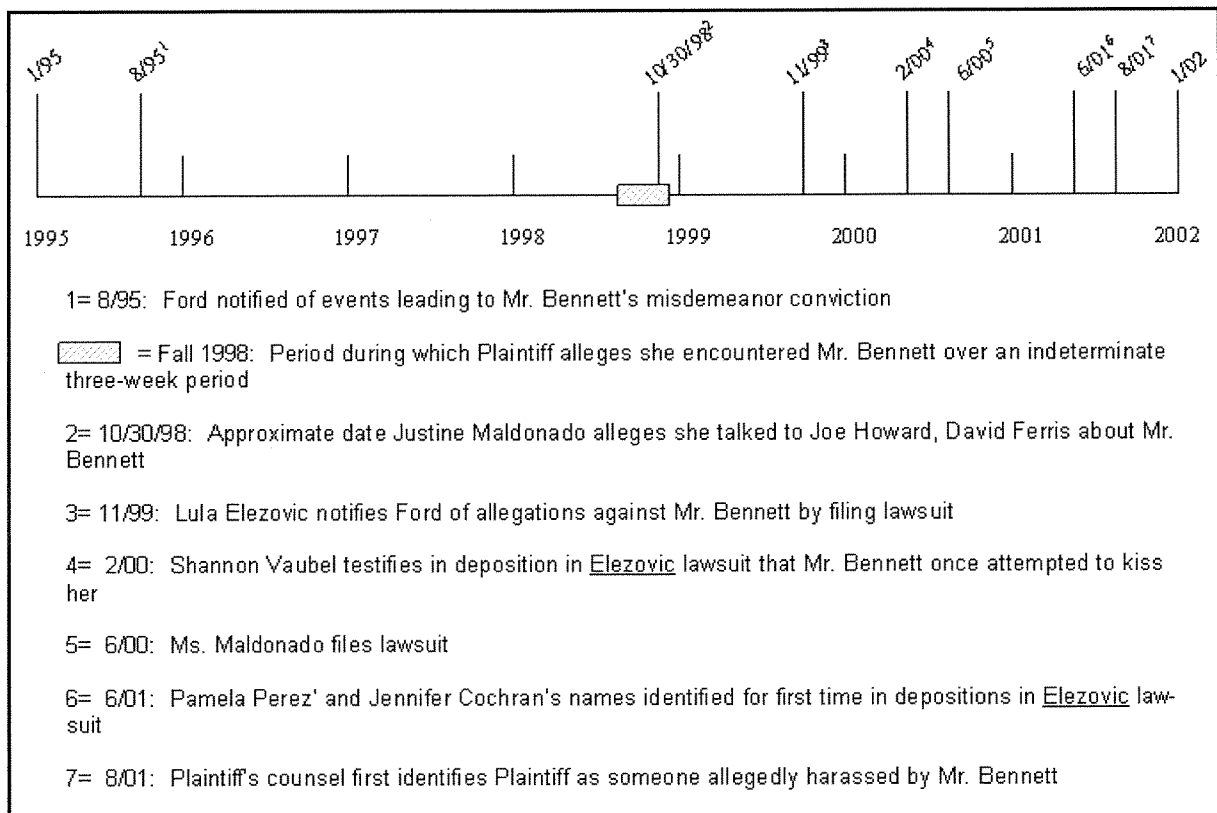 1/95 8/95¹ 10/30/98² 11/99³ 2/00⁴ 6/00⁵ 6/01⁶ 8/01⁷ 1/02
1995 1996 1997 1998 1999 2000 2001 2002
1= 8/95: Ford notified of events leading to Mr. Bennett's misdemeanor conviction
= Fall 1998: Period during which Plaintiff alleges she encountered Mr. Bennett over an indeterminate
three-week period
2= 10/30/98: Approximate date Justine Maldonado alleges she talked to Joe Howard, David Ferris about Mr.
Bennett
3= 11/99: Lula Elezovic notifies Ford of allegations against Mr. Bennett by filing lawsuit
4= 2/00: Shannon Vaubel testifies in deposition in Elezovic lawsuit that Mr. Bennett once attempted to kiss
her
5= 6/00: Ms. Maldonado files lawsuit
6= 6/01: Pamela Perez' and Jennifer Cochran's names identified for first time in depositions in Elezovic law-
suit
7= 8/01: Plaintiff's counsel first identifies Plaintiff as someone allegedly harassed by Mr. Bennett